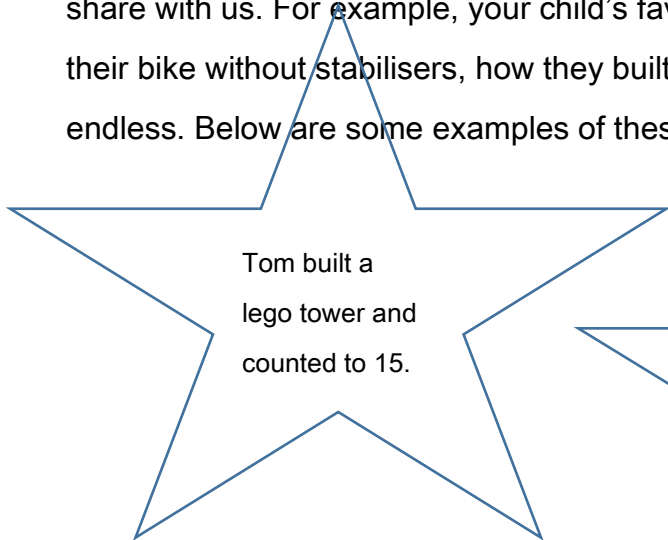 share with us. For example, your child's fav
their bike without stabilisers, how they built
endless. Below are some examples of thes
Tom built a
lego tower and
counted to 15.